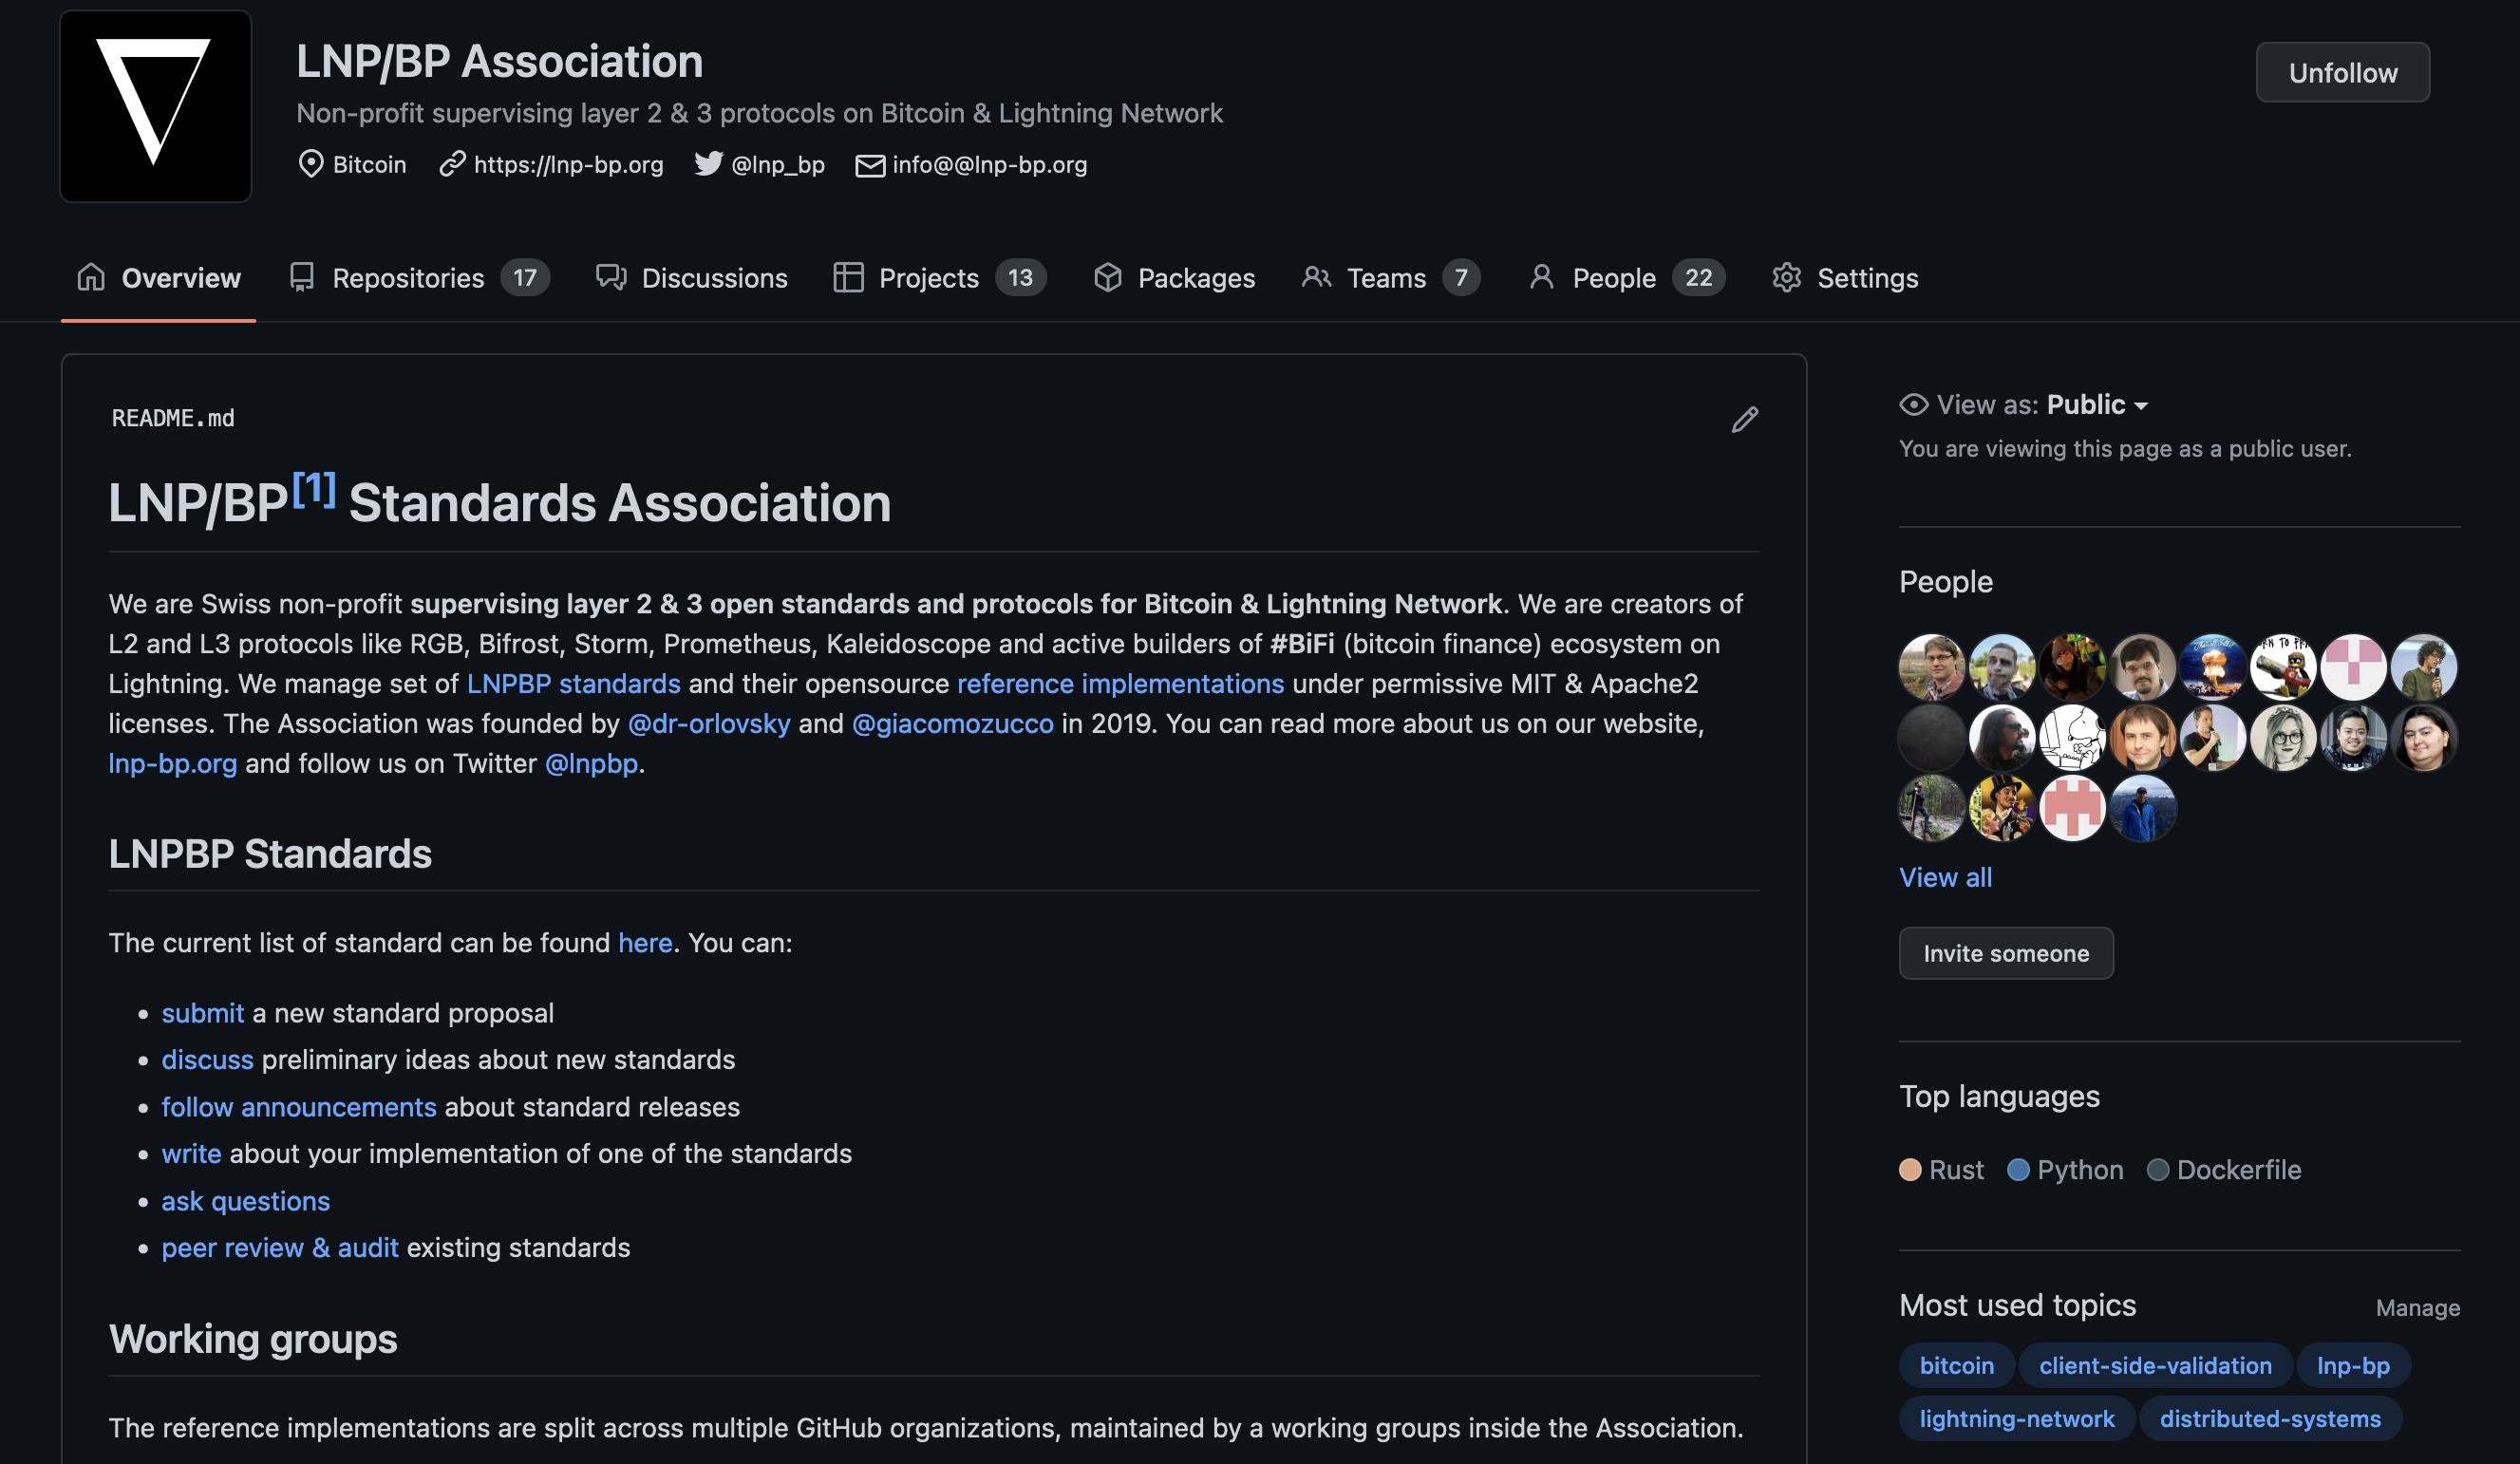 LNP/BP Association
Non-profit supervising layer 2 & 3 protocols on Bitcoin & Lightning Network
Bitcoin https://lnp-bp.org @lnp_bp info@@lnp-bp.org
Unfollow
Overview Repositories 17 Discussions Projects 13 Packages Teams 7 People 22 Settings
README.md
LNP/BP[1] Standards Association
We are Swiss non-profit supervising layer 2 & 3 open standards and protocols for Bitcoin & Lightning Network. We are creators of
L2 and L3 protocols like RGB, Bifrost, Storm, Prometheus, Kaleidoscope and active builders of #BiFi (bitcoin finance) ecosystem on
Lightning. We manage set of LNPBP standards and their opensource reference implementations under permissive MIT & Apache2
licenses. The Association was founded by @dr-orlovsky and @giacomozucco in 2019. You can read more about us on our website,
lnp-bp.org and follow us on Twitter @lnpbp.
LNPBP Standards
The current list of standard can be found here. You can:
• submit a new standard proposal
• discuss preliminary ideas about new standards
• follow announcements about standard releases
• write about your implementation of one of the standards
• ask questions
• peer review & audit existing standards
Working groups
The reference implementations are split across multiple GitHub organizations, maintained by a working groups inside the Association.
View as: Public
You are viewing this page as a public user.
People
View all
Invite someone
Top languages
Rust Python Dockerfile
Most used topics Manage
bitcoin client-side-validation lnp-bp
lightning-network distributed-systems